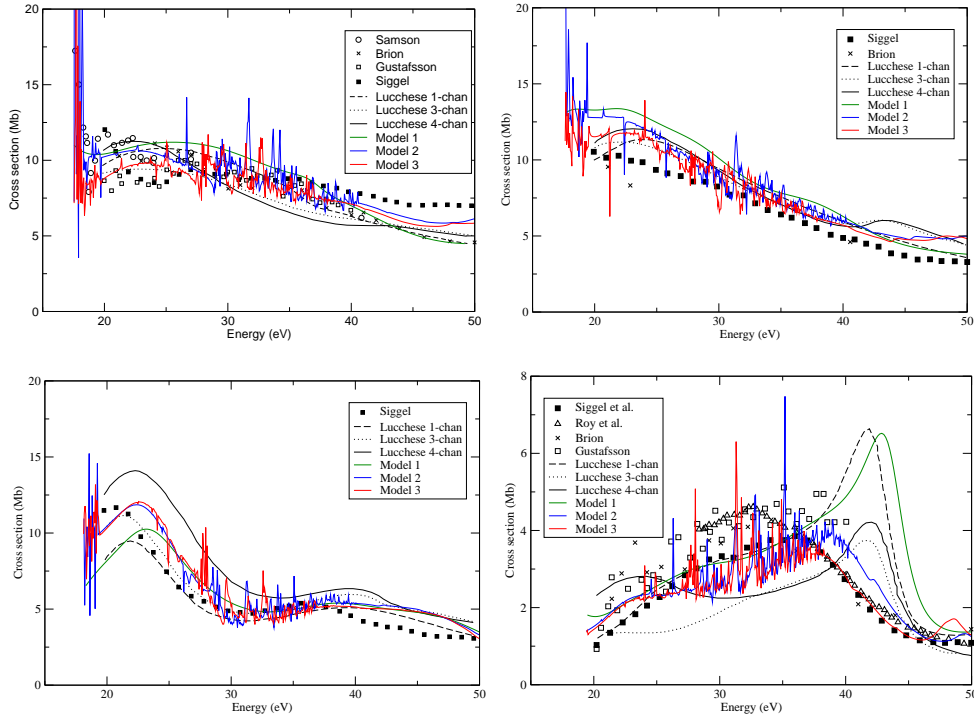 20
15
10
5
0
Cross section (Mb)
20
30
40
50
Energy (eV)
Samson
Brion
Gustafsson
Siggel
Lucchese 1-chan
Lucchese 3-chan
Lucchese 4-chan
Model 1
Model 2
Model 3
20
15
10
5
0
Cross section (Mb)
20
30
40
50
Energy (eV)
Siggel
Brion
Lucchese 1-chan
Lucchese 3-chan
Lucchese 4-chan
Model 1
Model 2
Model 3
20
15
10
5
0
Cross section (Mb)
20
30
40
50
Energy (eV)
Siggel
Lucchese 1-chan
Lucchese 3-chan
Lucchese 4-chan
Model 1
Model 2
Model 3
8
6
4
2
0
Cross section (Mb)
20
30
40
50
Energy (eV)
Siggel et al.
Roy et al.
Brion
Gustafsson
Lucchese 1-chan
Lucchese 3-chan
Lucchese 4-chan
Model 1
Model 2
Model 3